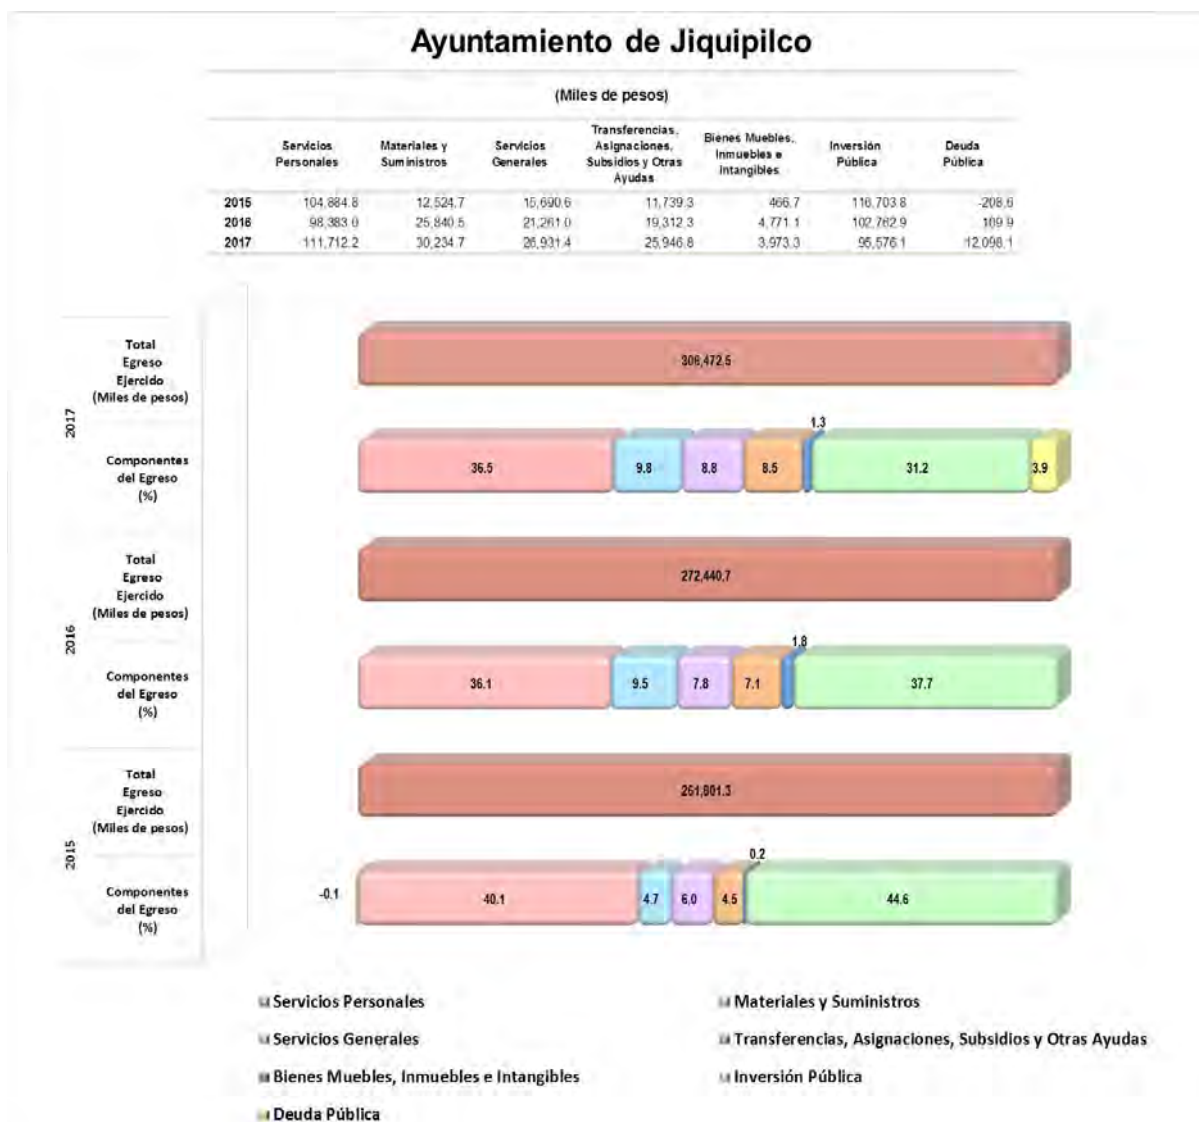 Ayuntamiento de Jiquipilco
(Miles de pesos)
Servicios Personales
Materiales y Suministros
Servicios Generales
Transferencias, Asignaciones, Subsidios y Otras Ayudas
Bienes Muebles, Inmuebles e Intangibles
Inversión Pública
Deuda Pública
2015 104,884.8 12,524.7 15,690.6 11,739.3 466.7 116,703.8 -208.6
2016 98,383.0 25,840.5 21,261.0 19,312.3 4,771.1 102,762.9 109.9
2017 111,712.2 30,234.7 26,931.4 25,946.8 3,973.3 95,576.1 12,098.1
2017
Total
Egreso
Ejercido
(Miles de pesos)
306,472.5
Componentes
del Egreso
(%)
36.5 9.8 8.8 8.5 1.3 31.2 3.9
2016
Total
Egreso
Ejercido
(Miles de pesos)
272,440.7
Componentes
del Egreso
(%)
36.1 9.5 7.8 7.1 1.8 37.7
2015
Total
Egreso
Ejercido
(Miles de pesos)
261,801.3
Componentes
del Egreso
(%)
-0.1 40.1 4.7 6.0 4.5 0.2 44.6
Servicios Personales
Materiales y Suministros
Servicios Generales
Transferencias, Asignaciones, Subsidios y Otras Ayudas
Bienes Muebles, Inmuebles e Intangibles
Inversión Pública
Deuda Pública